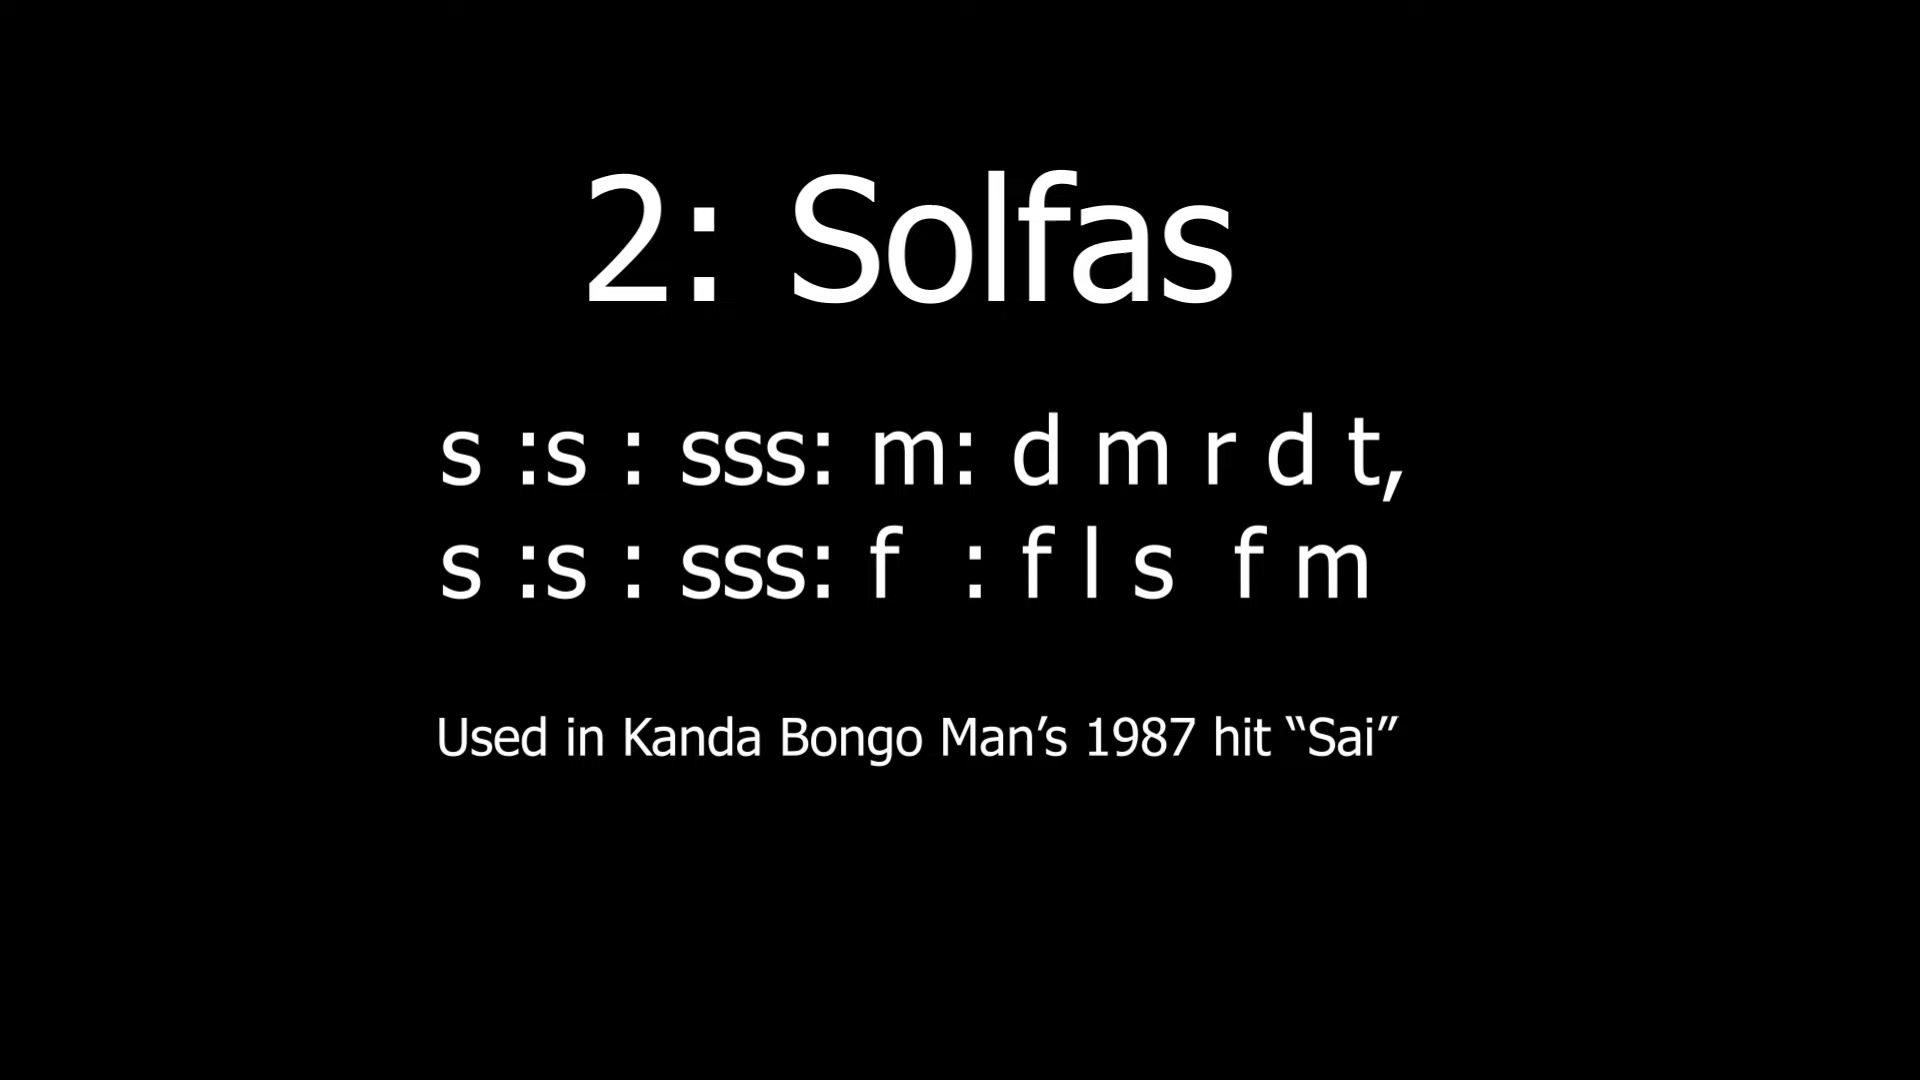 2: Solfas
s :s : sss: m: d m r d t,
s :s : sss: f : f l s f m
Used in Kanda Bongo Man’s 1987 hit “Sai”